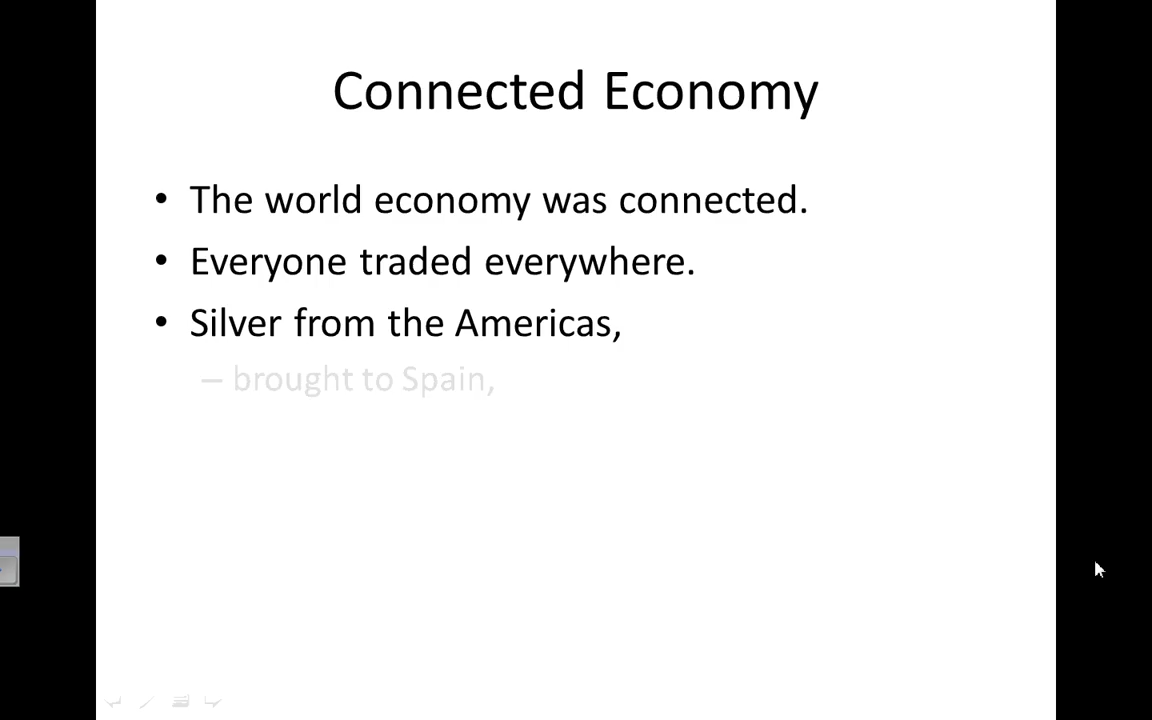 Connected Economy
• The world economy was connected.
• Everyone traded everywhere.
• Silver from the Americas,
– brought to Spain,